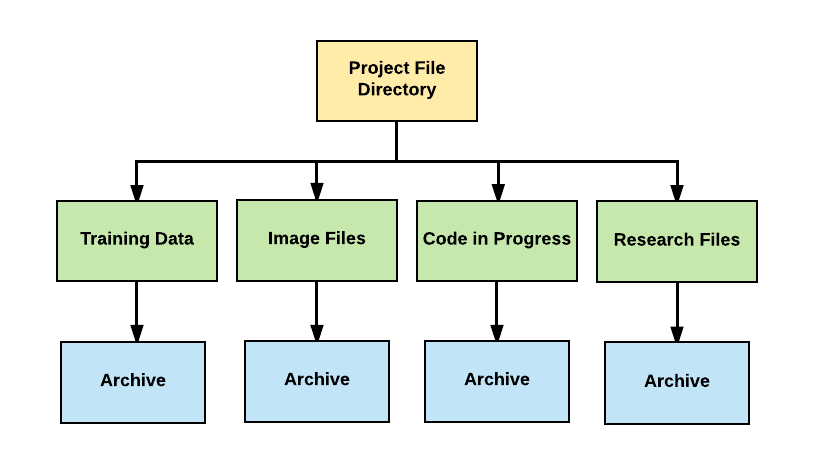 Project File
Directory
Training Data
Image Files
Code in Progress
Research Files
Archive
Archive
Archive
Archive